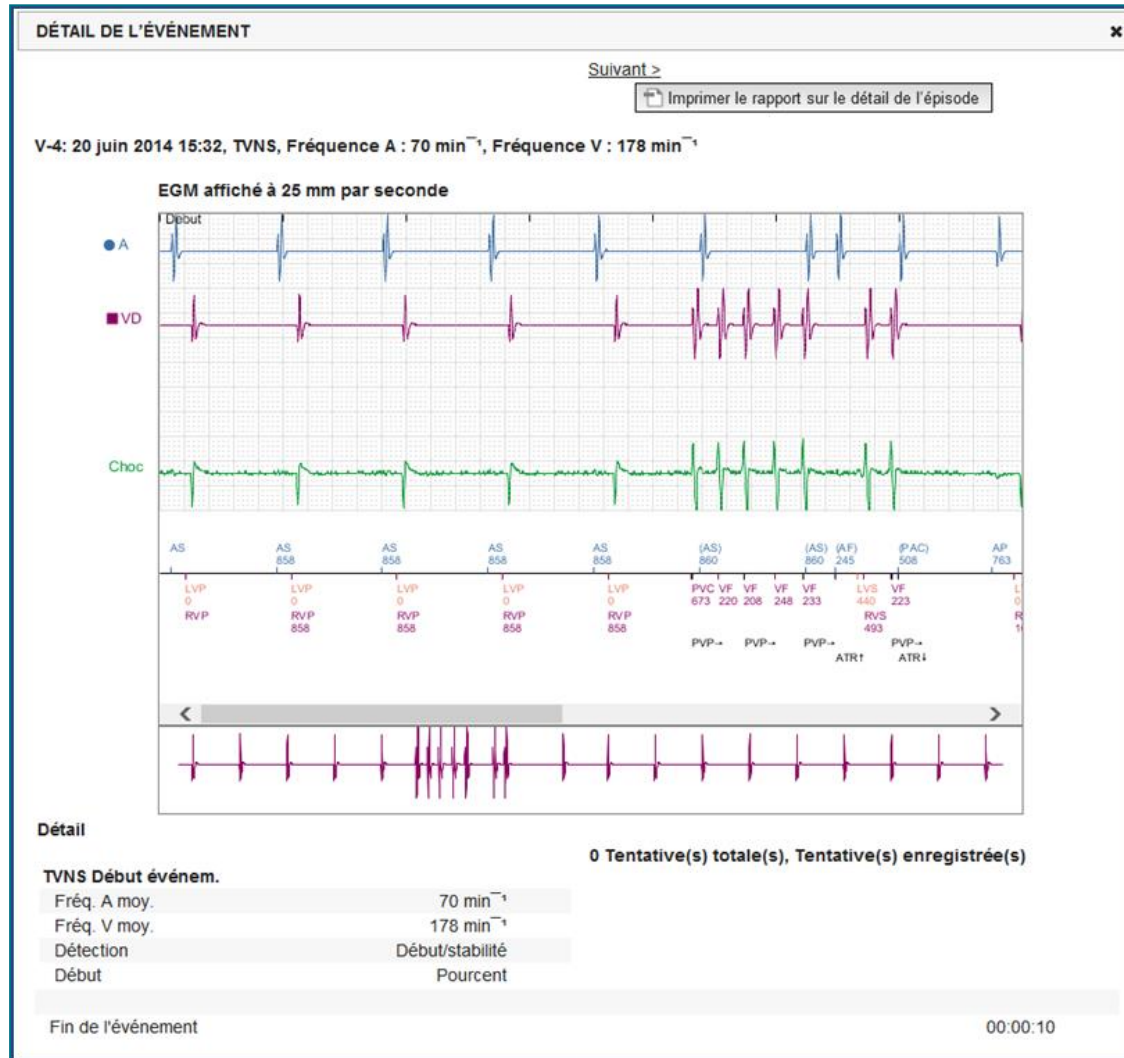 DÉTAIL DE L'ÉVÉNEMENT
Suivant >
Imprimer le rapport sur le détail de l'épisode
V-4: 20 juin 2014 15:32, TVNS, Fréquence A : 70 min⁻¹, Fréquence V : 178 min⁻¹
EGM affiché à 25 mm par seconde
Début
A
VD
Choc
AS AS AS AS AS (AS) (AS) (AF) (PAC) AP
858 858 858 858 860 860 245 508 763
LVP LVP LVP LVP LVP PVC VF VF VF VF LVS VF
0 0 0 0 0 673 220 208 248 233 440 223
RVP RVP RVP RVP RVP RVS
858 858 858 858 493
PVP→ PVP→ PVP→ PVP→
ATR↑ ATR↓
Détail
0 Tentative(s) totale(s), Tentative(s) enregistrée(s)
TVNS Début événem.
Fréq. A moy. 70 min⁻¹
Fréq. V moy. 178 min⁻¹
Détection Début/stabilité
Début Pourcent
Fin de l'événement 00:00:10